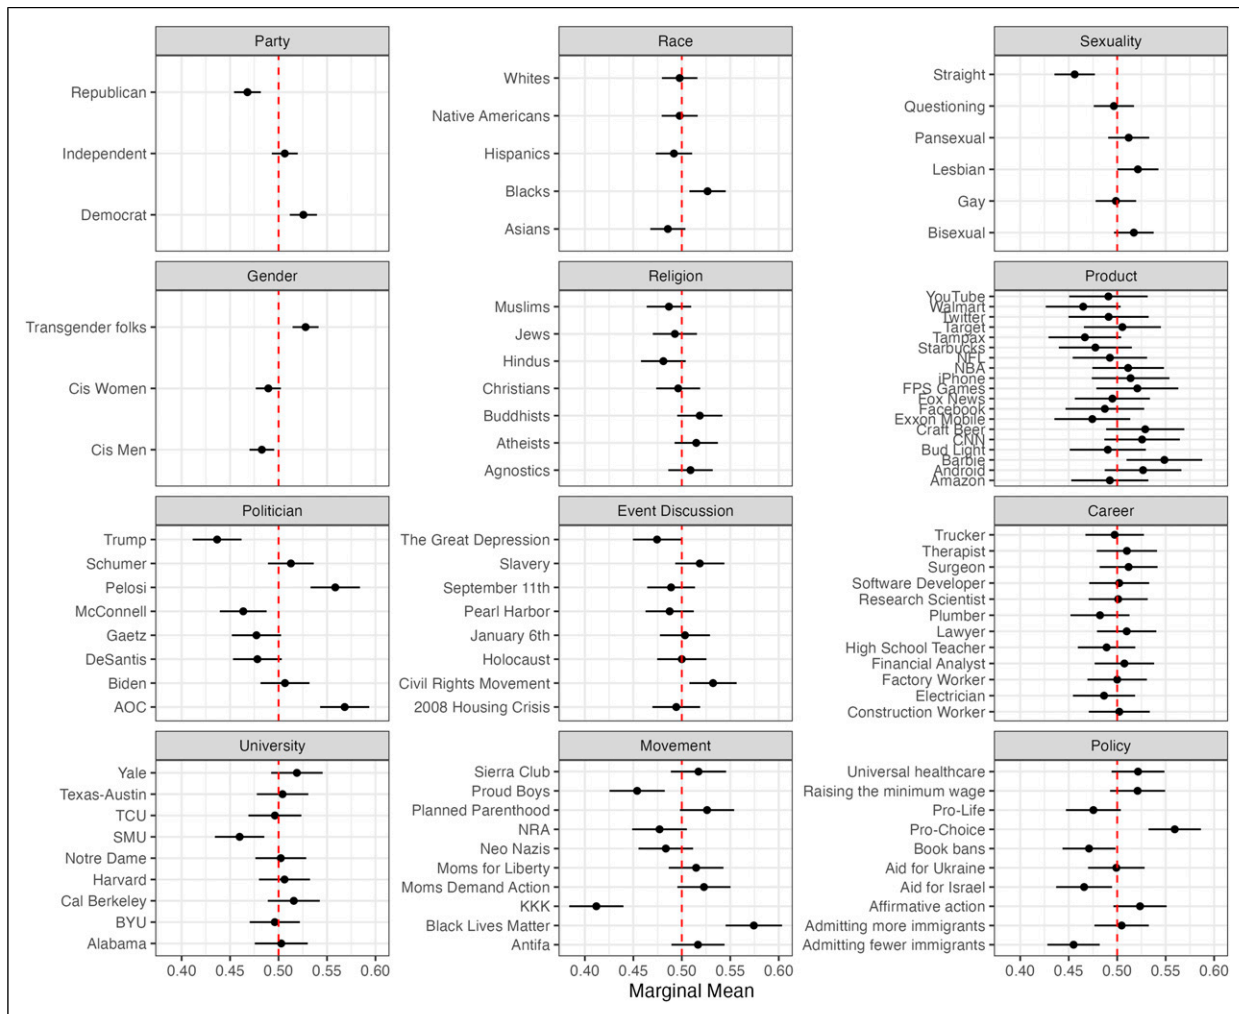 Party
Republican
Independent
Democrat
Race
Whites
Native Americans
Hispanics
Blacks
Asians
Sexuality
Straight
Questioning
Pansexual
Lesbian
Gay
Bisexual
Gender
Transgender folks
Cis Women
Cis Men
Religion
Muslims
Jews
Hindus
Christians
Buddhists
Atheists
Agnostics
Product
YouTube
Walmart
Twitter
Target
Tampax
Starbucks
NFL
NBA
iPhone
FPS Games
Fox News
Facebook
Exxon Mobile
Craft Beer
CNN
Bud Light
Barbie
Android
Amazon
Politician
Trump
Schumer
Pelosi
McConnell
Gaetz
DeSantis
Biden
AOC
Event Discussion
The Great Depression
Slavery
September 11th
Pearl Harbor
January 6th
Holocaust
Civil Rights Movement
2008 Housing Crisis
Career
Trucker
Therapist
Surgeon
Software Developer
Research Scientist
Plumber
Lawyer
High School Teacher
Financial Analyst
Factory Worker
Electrician
Construction Worker
University
Yale
Texas-Austin
TCU
SMU
Notre Dame
Harvard
Cal Berkeley
BYU
Alabama
0.40 0.45 0.50 0.55 0.60
Movement
Sierra Club
Proud Boys
Planned Parenthood
NRA
Neo Nazis
Moms for Liberty
Moms Demand Action
KKK
Black Lives Matter
Antifa
0.40 0.45 0.50 0.55 0.60
Policy
Universal healthcare
Raising the minimum wage
Pro-Life
Pro-Choice
Book bans
Aid for Ukraine
Aid for Israel
Affirmative action
Admitting more immigrants
Admitting fewer immigrants
0.40 0.45 0.50 0.55 0.60
Marginal Mean